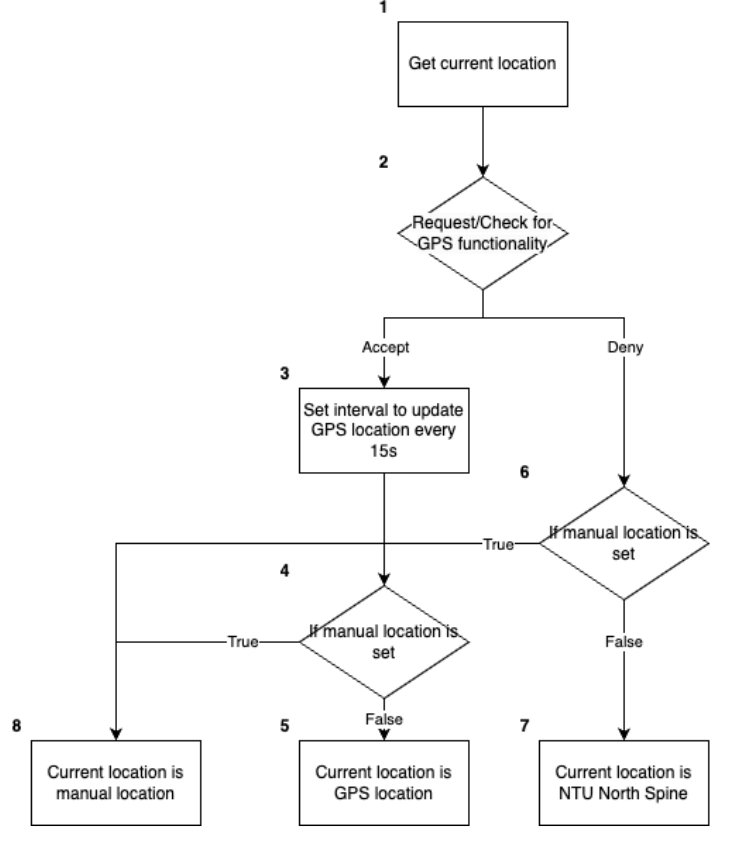 1
Get current location
2
Request/Check for
GPS functionality
Accept
Deny
3
Set interval to update
GPS location every
15s
6
If manual location is
set
True
4
If manual location is
set
True
False
False
8
Current location is
manual location
5
Current location is
GPS location
7
Current location is
NTU North Spine